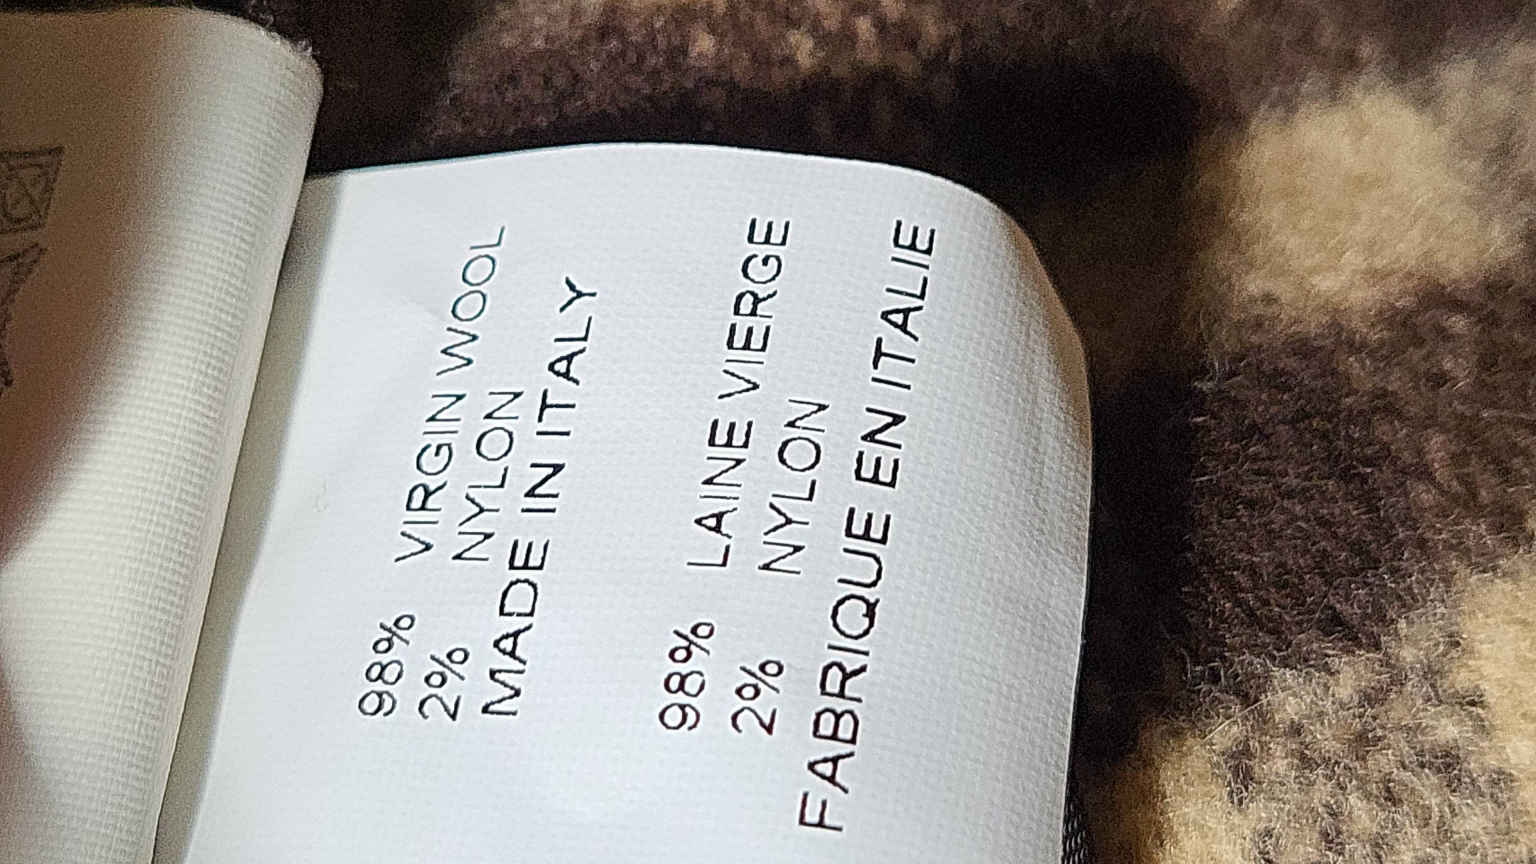 98% VIRGIN WOOL
2% NYLON
MADE IN ITALY
98% LAINE VIERGE
2% NYLON
FABRIQUE EN ITALIE